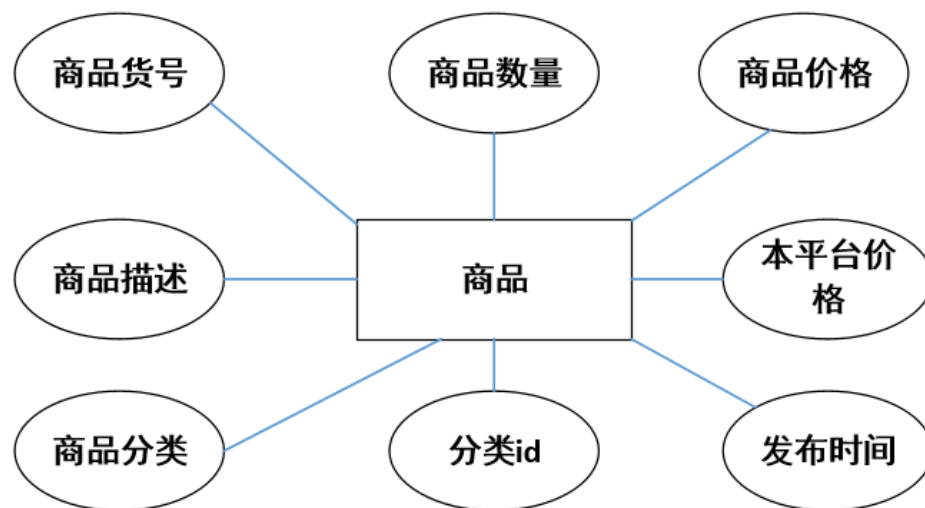 商品货号
商品数量
商品价格
商品描述
商品
本平台价
格
商品分类
分类id
发布时间